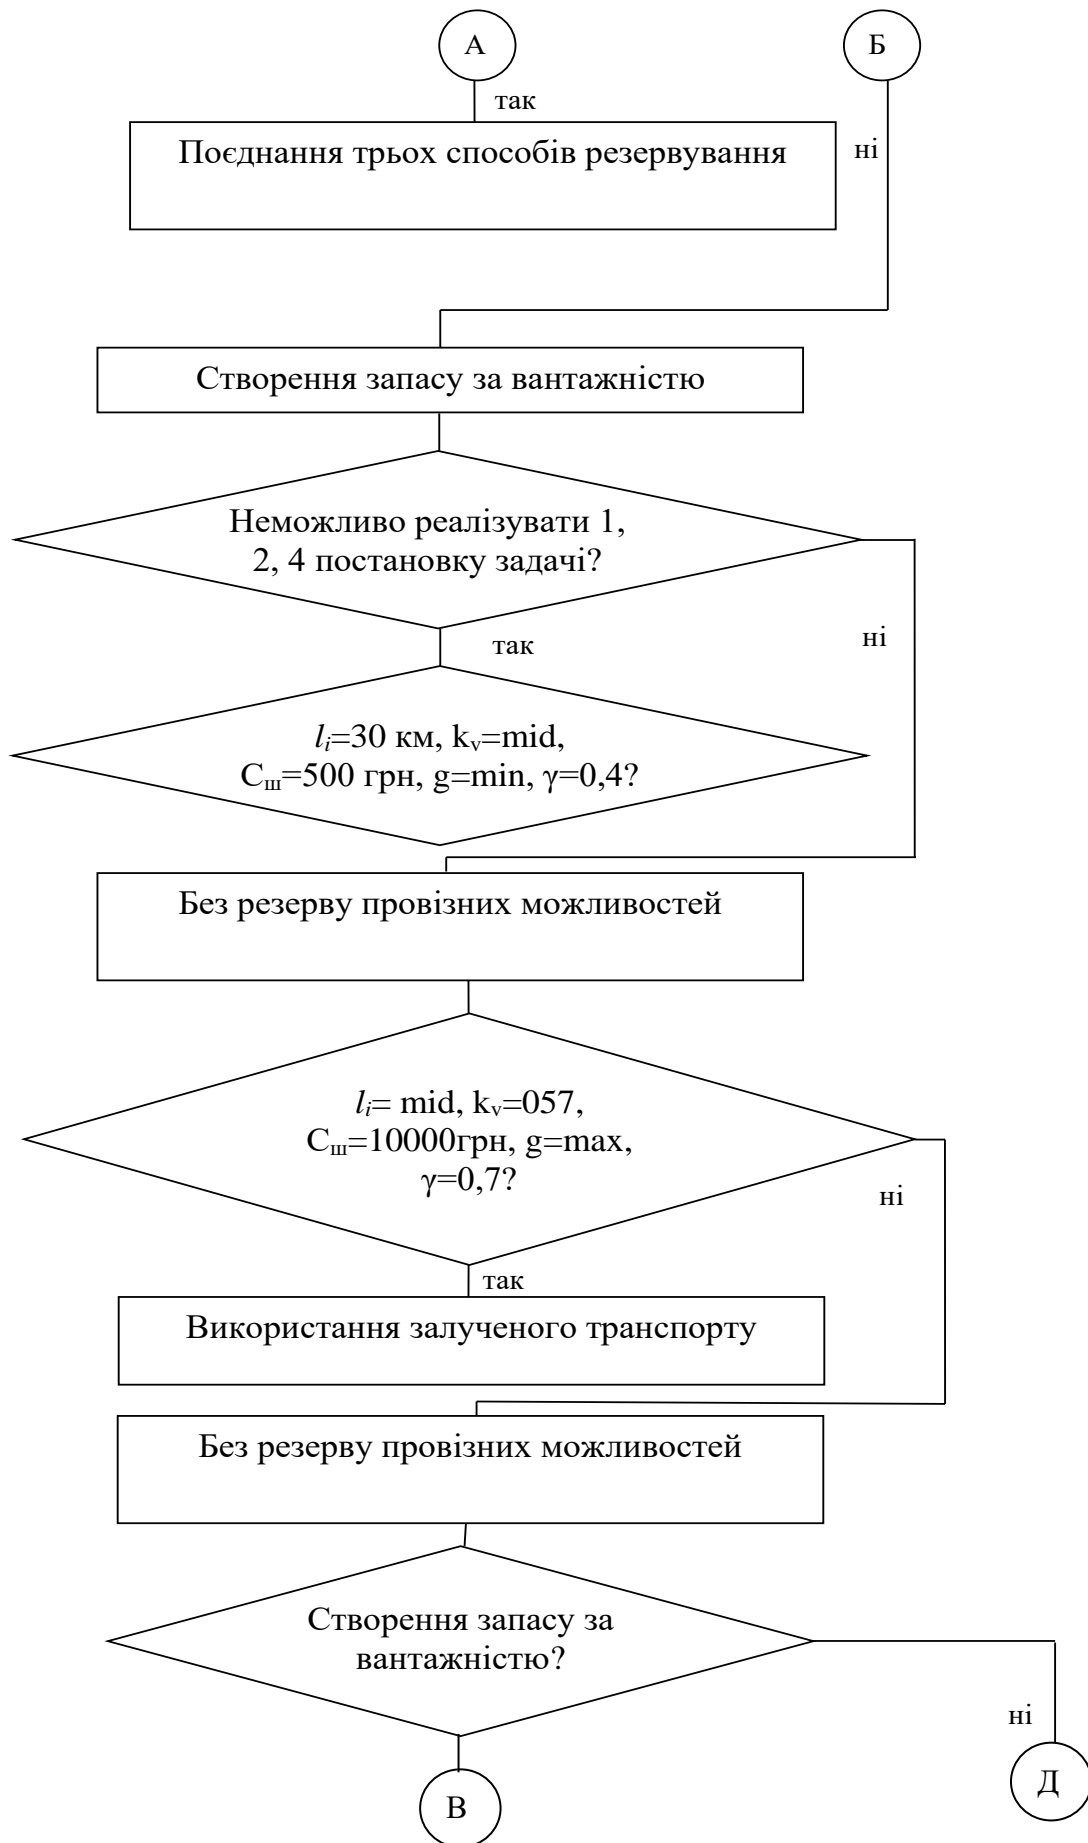 А
Б
так
Поєднання трьох способів резервування
ні
Створення запасу за вантажністю
Неможливо реалізувати 1,
2, 4 постановку задачі?
так
ні
lᵢ=30 км, kᵥ=mid,
Сш=500 грн, g=min, γ=0,4?
Без резерву провізних можливостей
lᵢ= mid, kᵥ=057,
Сш=10000грн, g=max,
γ=0,7?
ні
так
Використання залученого транспорту
Без резерву провізних можливостей
Створення запасу за
вантажністю?
ні
В
Д